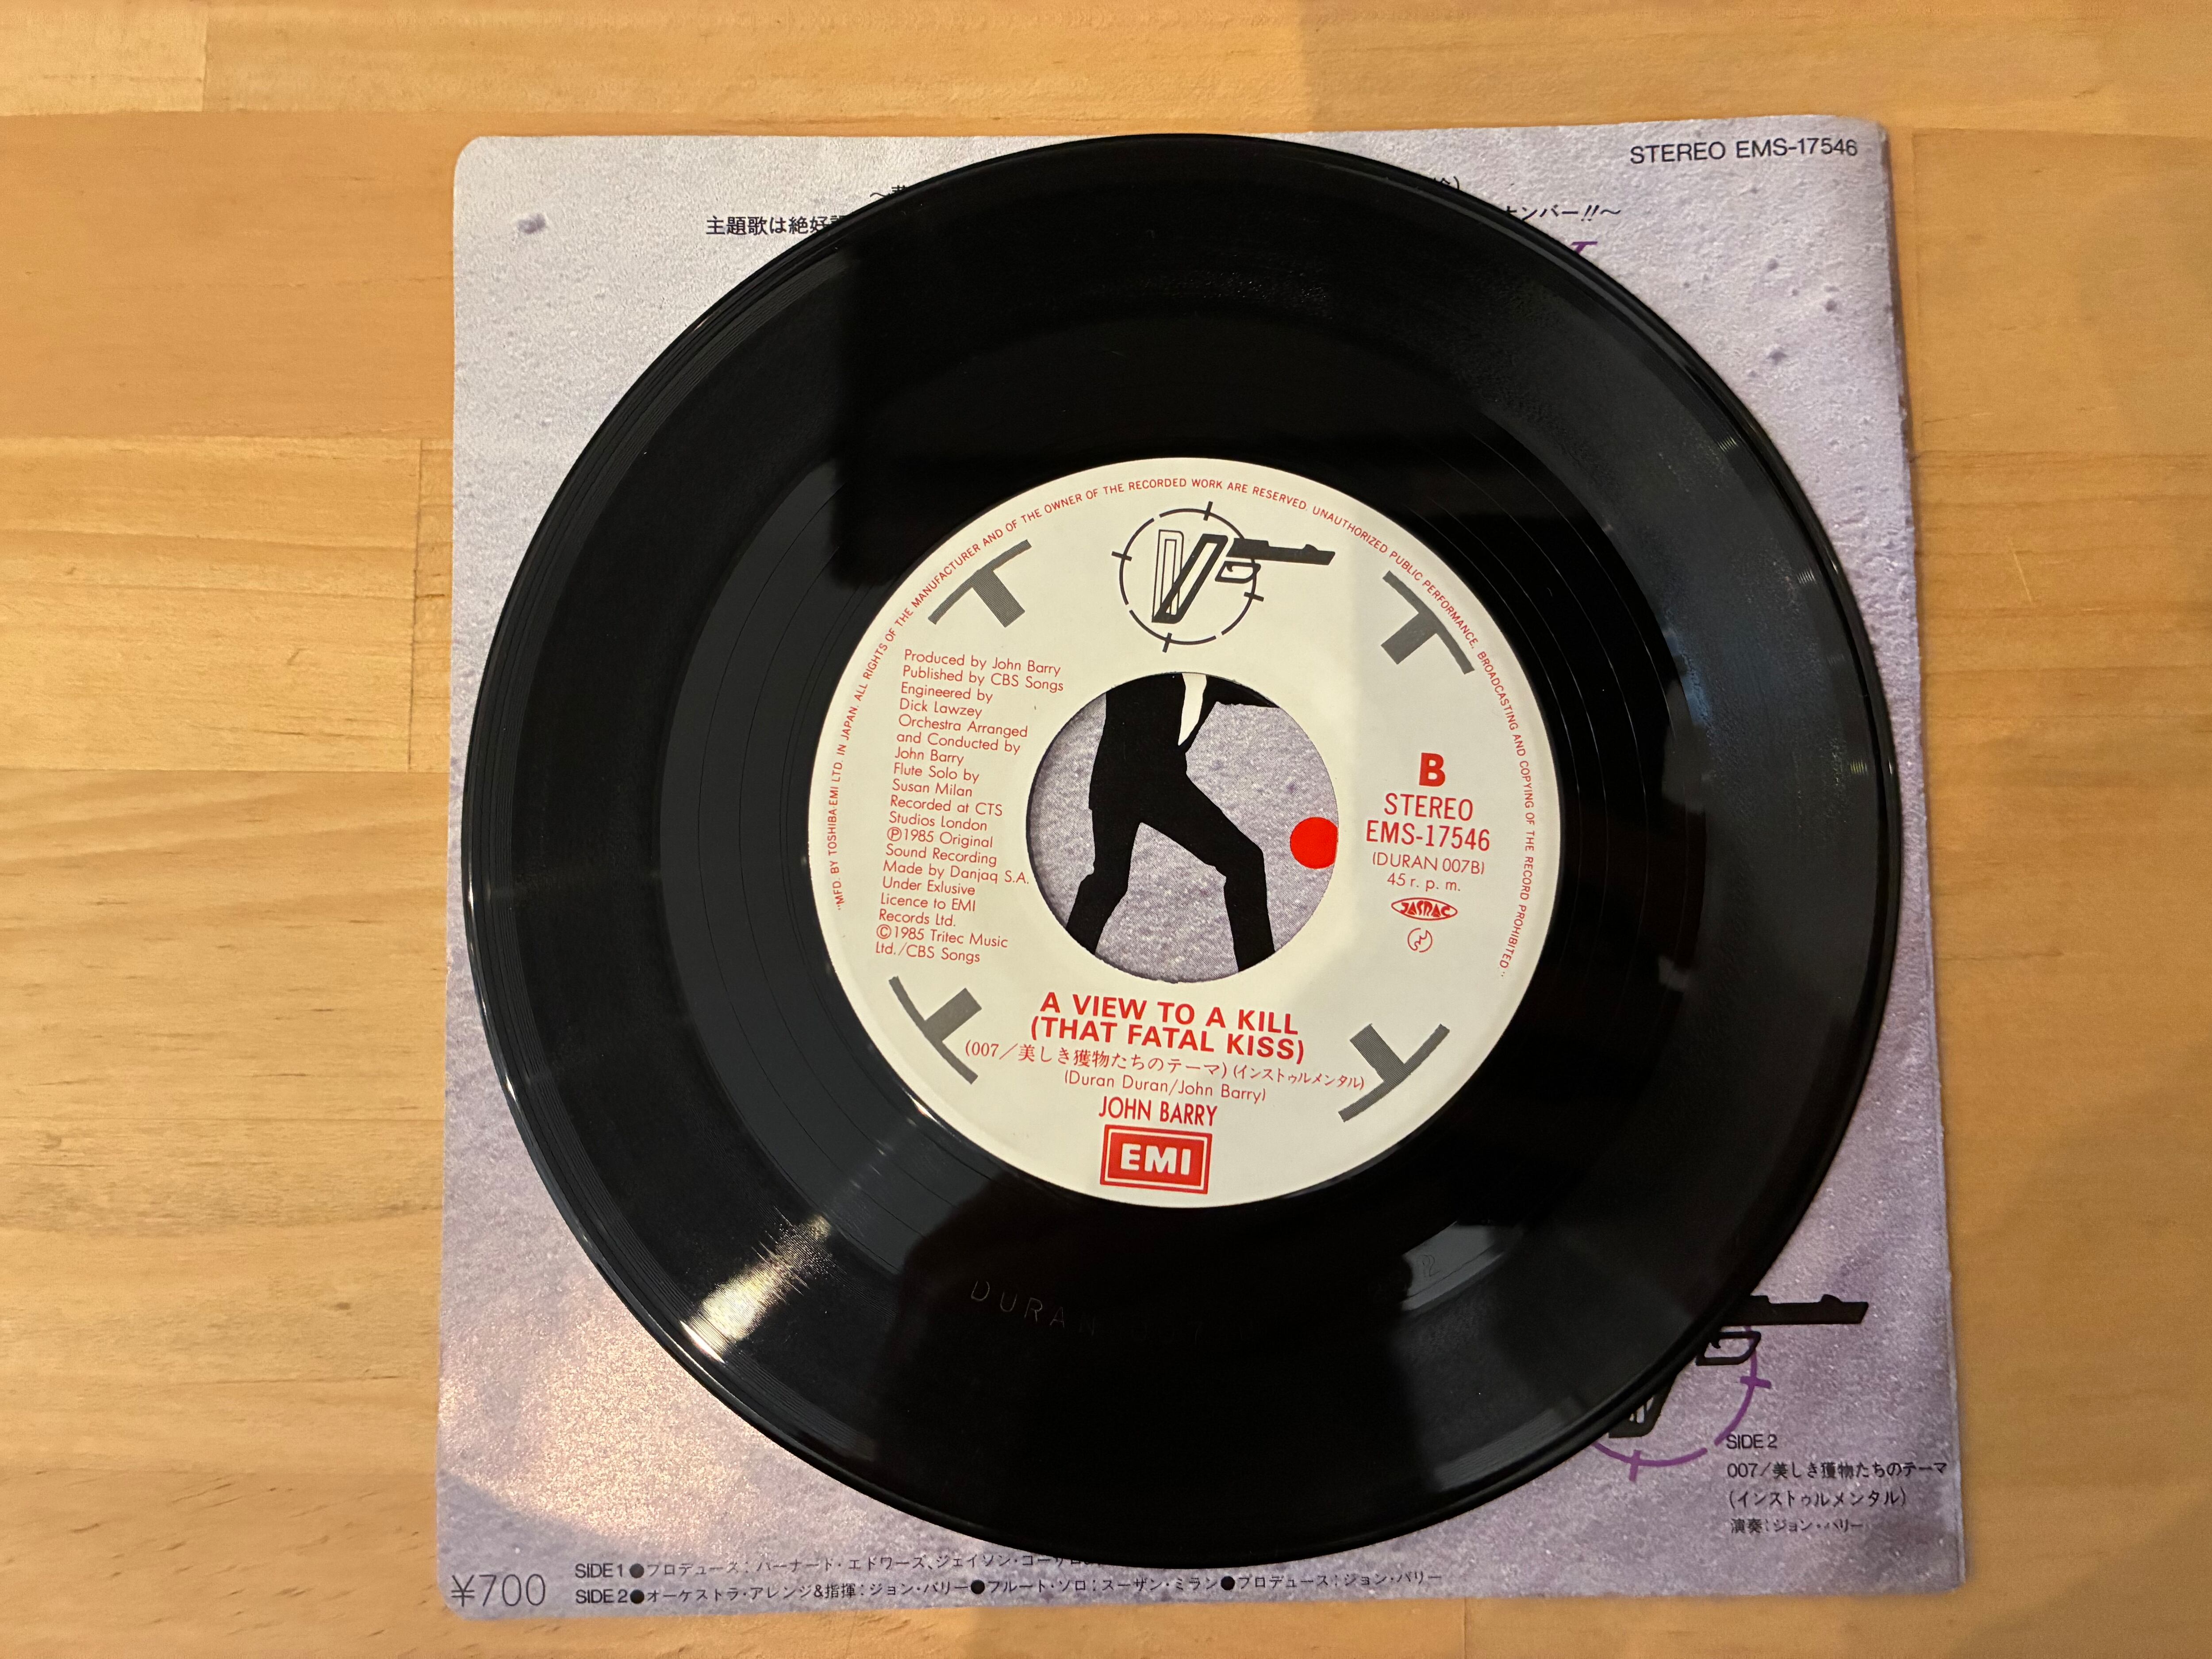 STEREO EMS-17546
主題歌は絶好
ナンバー!!～
"MFD. BY TOSHIBA EMI LTD. IN JAPAN. ALL RIGHTS OF THE MANUFACTURER AND OF THE OWNER OF THE RECORDED WORK ARE RESERVED. UNAUTHORIZED PUBLIC PERFORMANCE, BROADCASTING AND COPYING OF THE RECORD PROHIBITED."
Produced by John Barry
Published by CBS Songs
Engineered by
Dick Lawzey
Orchestra Arranged
and Conducted by
John Barry
Flute Solo by
Susan Milan
Recorded at CTS
Studios London
Ⓟ1985 Original
Sound Recording
Made by Danjaq S.A.
Under Exlusive
Licence to EMI
Records Ltd.
©1985 Tritec Music
Ltd./CBS Songs
B
STEREO
EMS-17546
(DURAN 007B)
45 r. p. m.
JASRAC
A VIEW TO A KILL
(THAT FATAL KISS)
(007/美しき獲物たちのテーマ)(インストゥルメンタル)
(Duran Duran/John Barry)
JOHN BARRY
EMI
DURAN
2
SIDE 2
007/美しき獲物たちのテーマ
(インストゥルメンタル)
演奏:ジョン・バリー
SIDE 1●プロデュース:バーナード・エドワーズ、ジェイソン・コーサロ
SIDE 2●オーケストラ・アレンジ&指揮:ジョン・バリー●フルート・ソロ:スーザン・ミラン●プロデュース:ジョン・バリー
¥700